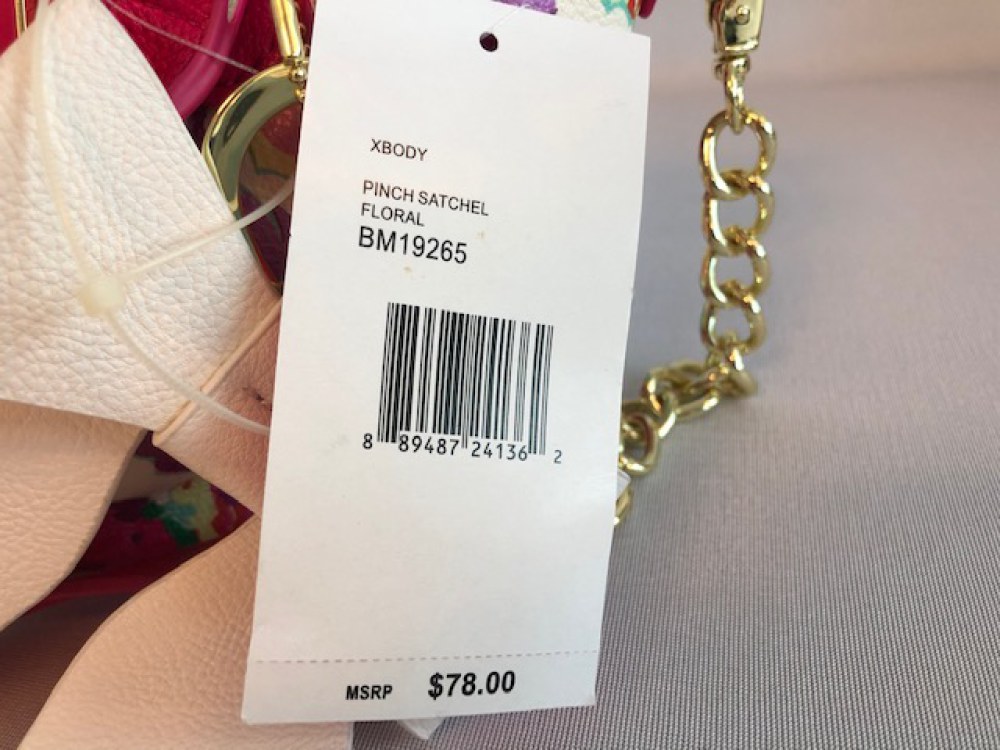 XBODY
PINCH SATCHEL
FLORAL
BM19265
8 89487 24136 2
MSRP $78.00